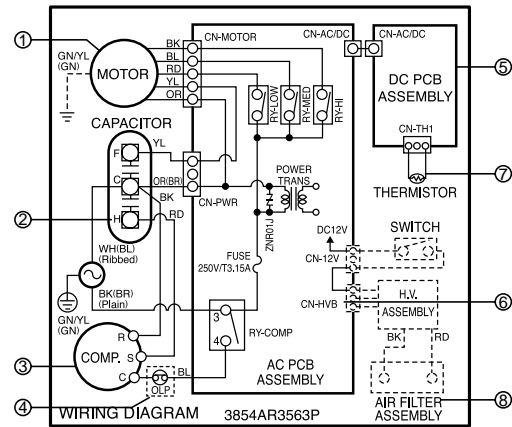 1
GN/YL
(GN)
MOTOR
BK
BL
RD
YL
OR
CN-MOTOR
CN-AC/DC
CN-AC/DC
RY-LOW
RY-MED
RY-HI
DC PCB
ASSEMBLY
5
CN-TH1
7
THERMISTOR
CAPACITOR
F
YL
C
OR(BR)
BK
H
RD
2
CN-PWR
POWER
TRANS
ZNR01J
WH(BL)
(Ribbed)
BK(BR)
(Plain)
GN/YL
(GN)
FUSE
250V/T3.15A
DC12V
CN-12V
SWITCH
CN-HVB
H.V.
ASSEMBLY
6
BK
RD
3
4
RY-COMP
3
COMP.
R
S
C
OLP
BL
4
AC PCB
ASSEMBLY
AIR FILTER
ASSEMBLY
8
WIRING DIAGRAM
3854AR3563P